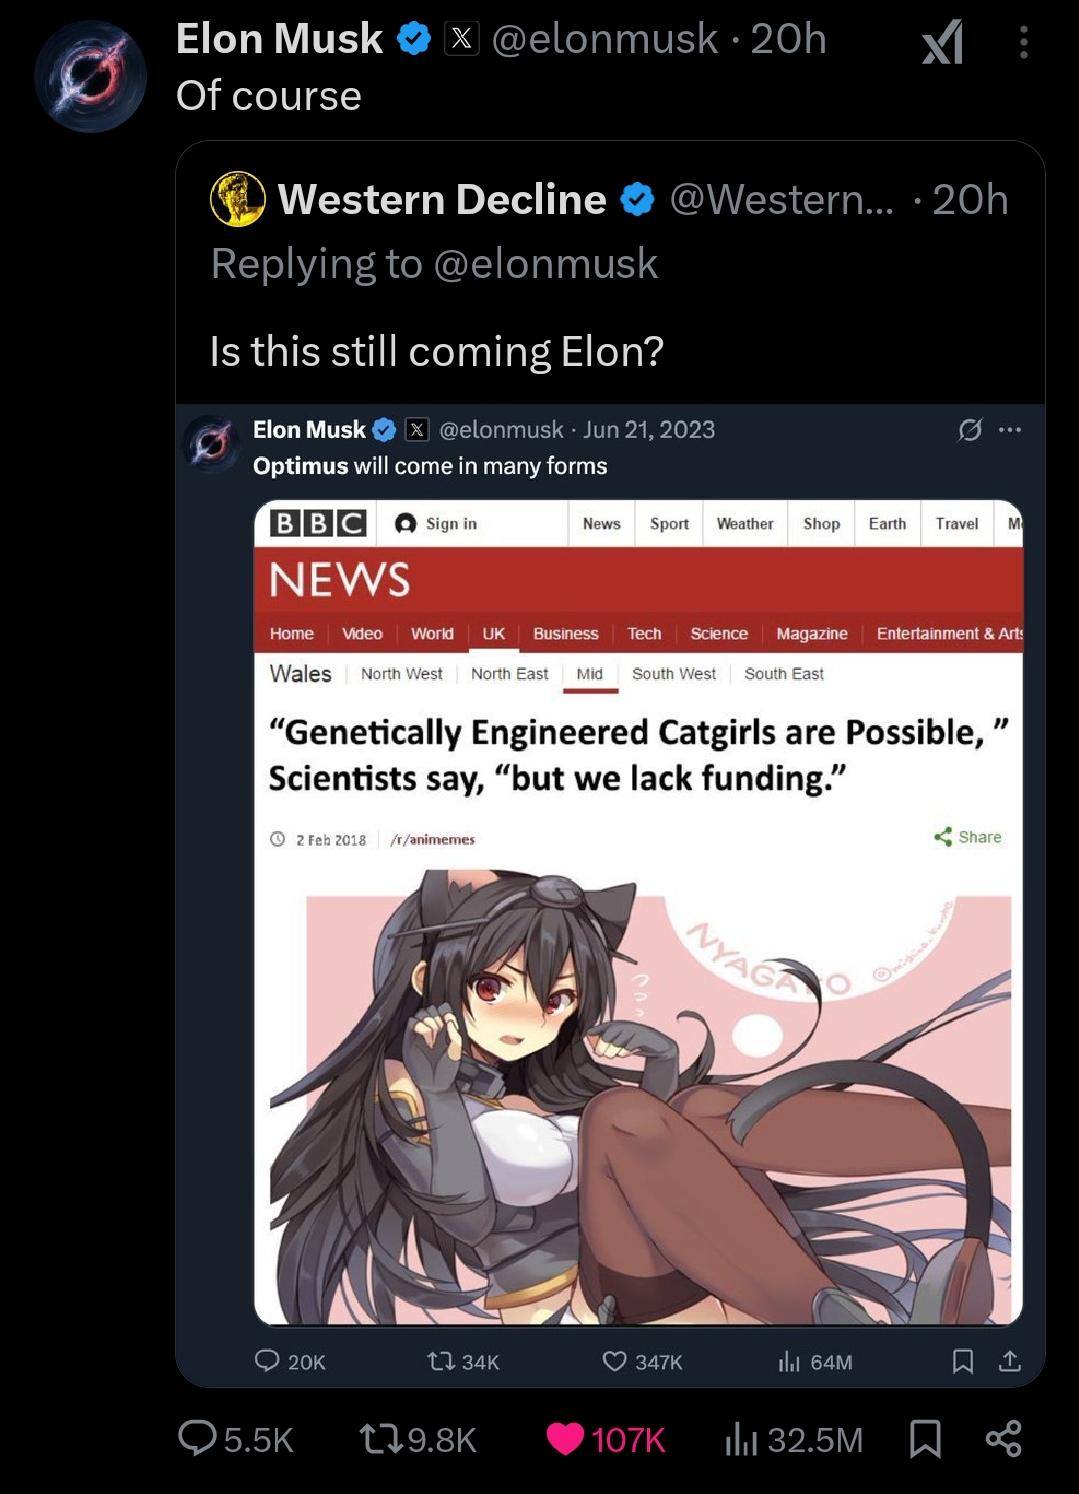 Elon Musk @elonmusk · 20h
Of course
Western Decline @Western... · 20h
Replying to @elonmusk
Is this still coming Elon?
Elon Musk @elonmusk · Jun 21, 2023
Optimus will come in many forms
BBC Sign in News Sport Weather Shop Earth Travel
NEWS
Home Video World UK Business Tech Science Magazine Entertainment & Arts
Wales North West North East Mid South West South East
“Genetically Engineered Catgirls are Possible, ”
Scientists say, “but we lack funding.”
2 Feb 2018 /r/animemes Share
20K 34K 347K 64M
5.5K 9.8K 107K 32.5M